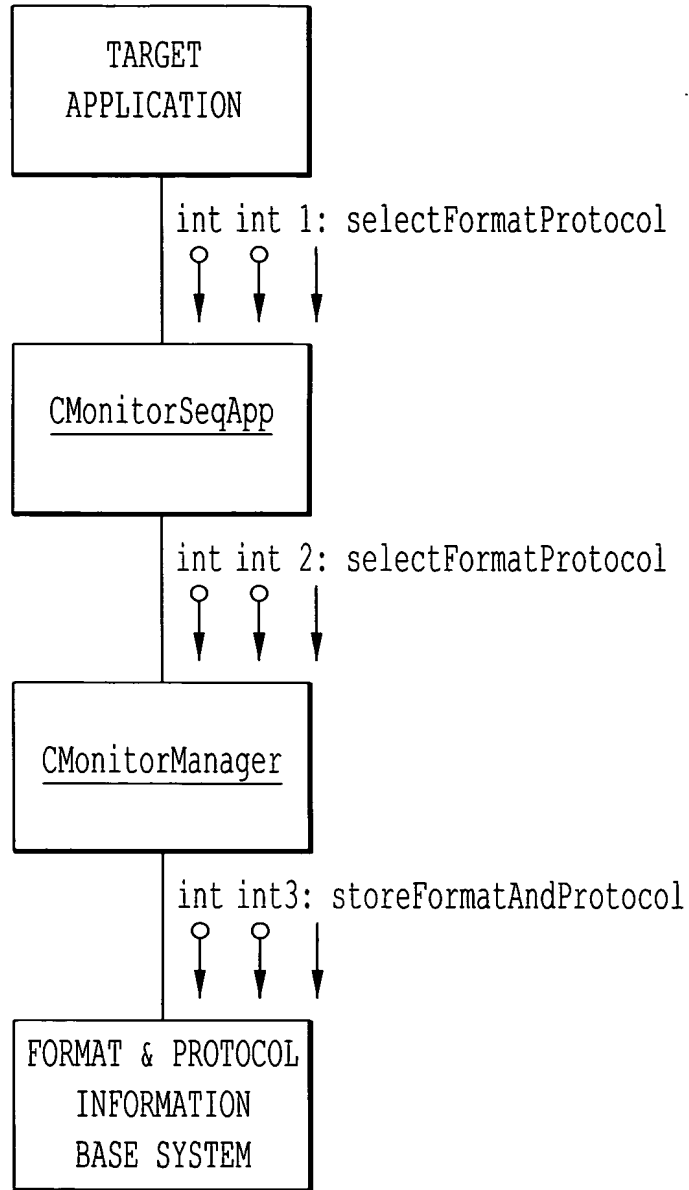 TARGET
APPLICATION
int int 1: selectFormatProtocol
CMonitorSeqApp
int int 2: selectFormatProtocol
CMonitorManager
int int3: storeFormatAndProtocol
FORMAT & PROTOCOL
INFORMATION
BASE SYSTEM